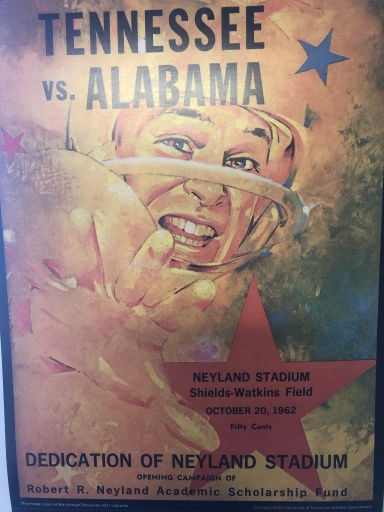 TENNESSEE
vs. ALABAMA
NEYLAND STADIUM
Shields-Watkins Field
OCTOBER 20, 1962
Fifty Cents
DEDICATION OF NEYLAND STADIUM
OPENING CAMPAIGN OF
Robert R. Neyland Academic Scholarship Fund